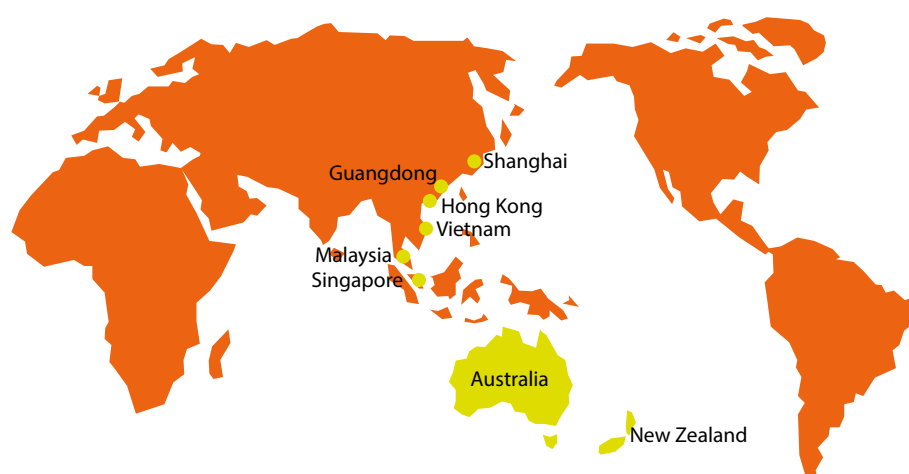 Shanghai
Guangdong
Hong Kong
Vietnam
Malaysia
Singapore
Australia
New Zealand